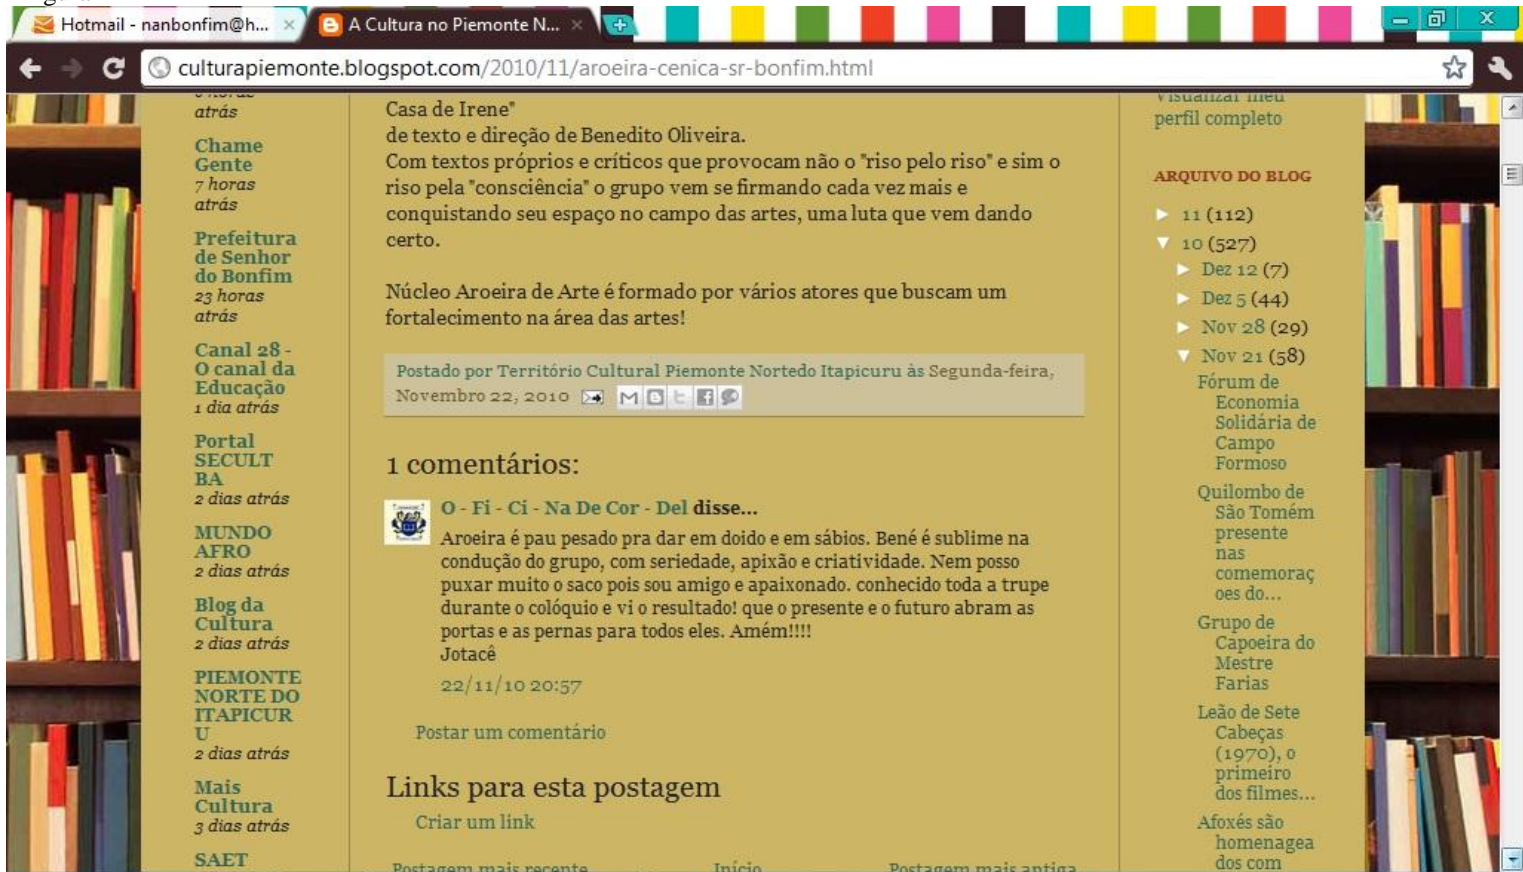 Hotmail - nanbonfim@h...
A Cultura no Piemonte N...
culturapiemonte.blogspot.com/2010/11/aroeira-cenica-sr-bonfim.html
atrás
Chame
Gente
7 horas
atrás
Prefeitura
de Senhor
do Bonfim
23 horas
atrás
Canal 28 -
O canal da
Educação
1 dia atrás
Portal
SECULT
BA
2 dias atrás
MUNDO
AFRO
2 dias atrás
Blog da
Cultura
2 dias atrás
PIEMONTE
NORTE DO
ITAPICUR
U
2 dias atrás
Mais
Cultura
3 dias atrás
SAET
Casa de Irene"
de texto e direção de Benedito Oliveira.
Com textos próprios e críticos que provocam não o "riso pelo riso" e sim o
riso pela "consciência" o grupo vem se firmando cada vez mais e
conquistando seu espaço no campo das artes, uma luta que vem dando
certo.
Núcleo Aroeira de Arte é formado por vários atores que buscam um
fortalecimento na área das artes!
Postado por Território Cultural Piemonte Nortedo Itapicuru às Segunda-feira,
Novembro 22, 2010
1 comentários:
O - Fi - Ci - Na De Cor - Del disse...
Aroeira é pau pesado pra dar em doido e em sábios. Bené é sublime na
condução do grupo, com seriedade, apixão e criatividade. Nem posso
puxar muito o saco pois sou amigo e apaixonado. conhecido toda a trupe
durante o colóquio e vi o resultado! que o presente e o futuro abram as
portas e as pernas para todos eles. Amém!!!!
Jotacê
22/11/10 20:57
Postar um comentário
Links para esta postagem
Criar um link
Postagem mais recente
Início
Postagem mais antiga
Visualizar meu
perfil completo
ARQUIVO DO BLOG
► 11 (112)
▼ 10 (527)
► Dez 12 (7)
► Dez 5 (44)
► Nov 28 (29)
▼ Nov 21 (58)
Fórum de
Economia
Solidária de
Campo
Formoso
Quilombo de
São Tomém
presente
nas
comemoraç
oes do...
Grupo de
Capoeira do
Mestre
Farias
Leão de Sete
Cabeças
(1970), o
primeiro
dos filmes...
Afoxés são
homenagea
dos com